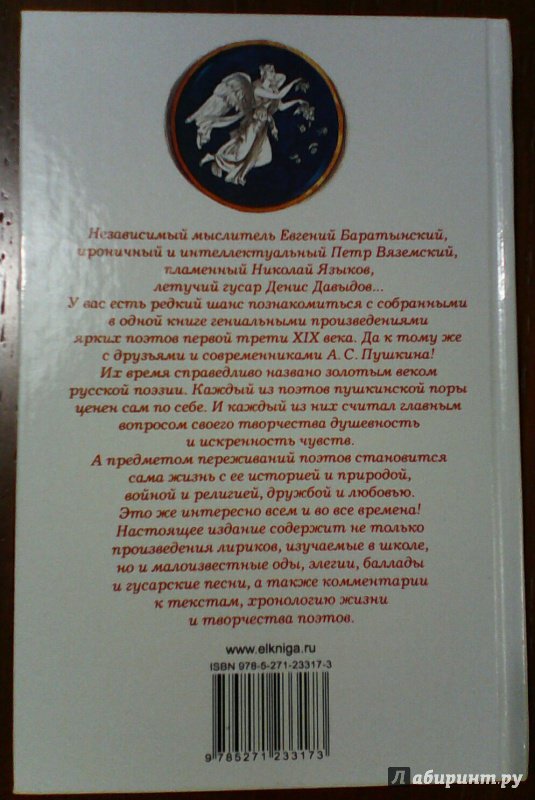 Независимый мыслитель Евгений Баратынский,
ироничный и интеллектуальный Петр Вяземский,
пламенный Николай Языков,
летучий гусар Денис Давыдов...
У вас есть редкий шанс познакомиться с собранными
в одной книге гениальными произведениями
ярких поэтов первой трети XIX века. Да к тому же
с друзьями и современниками А. С. Пушкина!
Их время справедливо названо золотым веком
русской поэзии. Каждый из поэтов пушкинской поры
ценен сам по себе. И каждый из них считал главным
вопросом своего творчества душевность
и искренность чувств.
А предметом переживаний поэтов становится
сама жизнь с ее историей и природой,
войной и религией, дружбой и любовью.
Это же интересно всем и во все времена!
Настоящее издание содержит не только
произведения лириков, изучаемые в школе,
но и малоизвестные оды, элегии, баллады
и гусарские песни, а также комментарии
к текстам, хронологию жизни
и творчества поэтов.
www.elkniga.ru
ISBN 978-5-271-23317-3
9 785271 233173
Лабиринт.ру